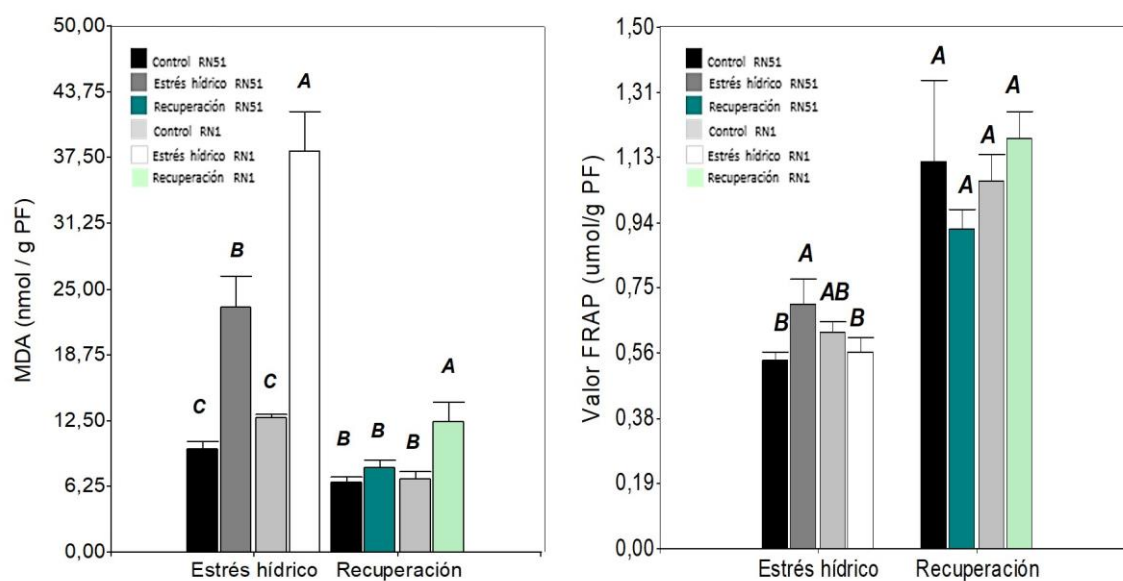 MDA (nmol / g PF)
50,00
43,75
37,50
31,25
25,00
18,75
12,50
6,25
0,00
Control RN51
Estrés hídrico RN51
Recuperación RN51
Control RN1
Estrés hídrico RN1
Recuperación RN1
C
B
C
A
B
B
B
A
Estrés hídrico
Recuperación
Valor FRAP (umol/g PF)
1,50
1,31
1,13
0,94
0,75
0,56
0,38
0,19
0,00
Control RN51
Estrés hídrico RN51
Recuperación RN51
Control RN1
Estrés hídrico RN1
Recuperación RN1
B
A
AB
B
A
A
A
A
Estrés hídrico
Recuperación